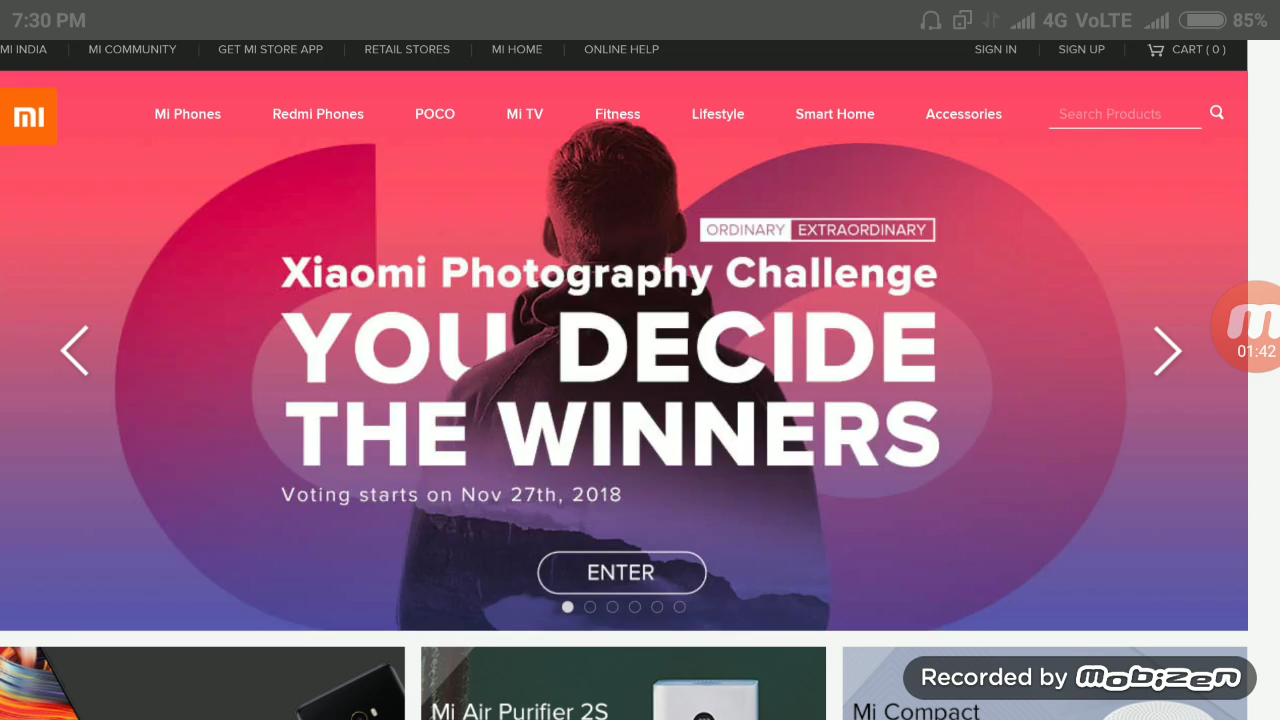 7:30 PM 4G VoLTE 85%
MI INDIA MI COMMUNITY GET MI STORE APP RETAIL STORES MI HOME ONLINE HELP SIGN IN SIGN UP CART ( 0 )
mi Mi Phones Redmi Phones POCO Mi TV Fitness Lifestyle Smart Home Accessories Search Products
ORDINARY EXTRAORDINARY
Xiaomi Photography Challenge
YOU DECIDE
THE WINNERS
Voting starts on Nov 27th, 2018
m
01:42
ENTER
Recorded by mobizen
Mi Air Purifier 2S Mi Compact